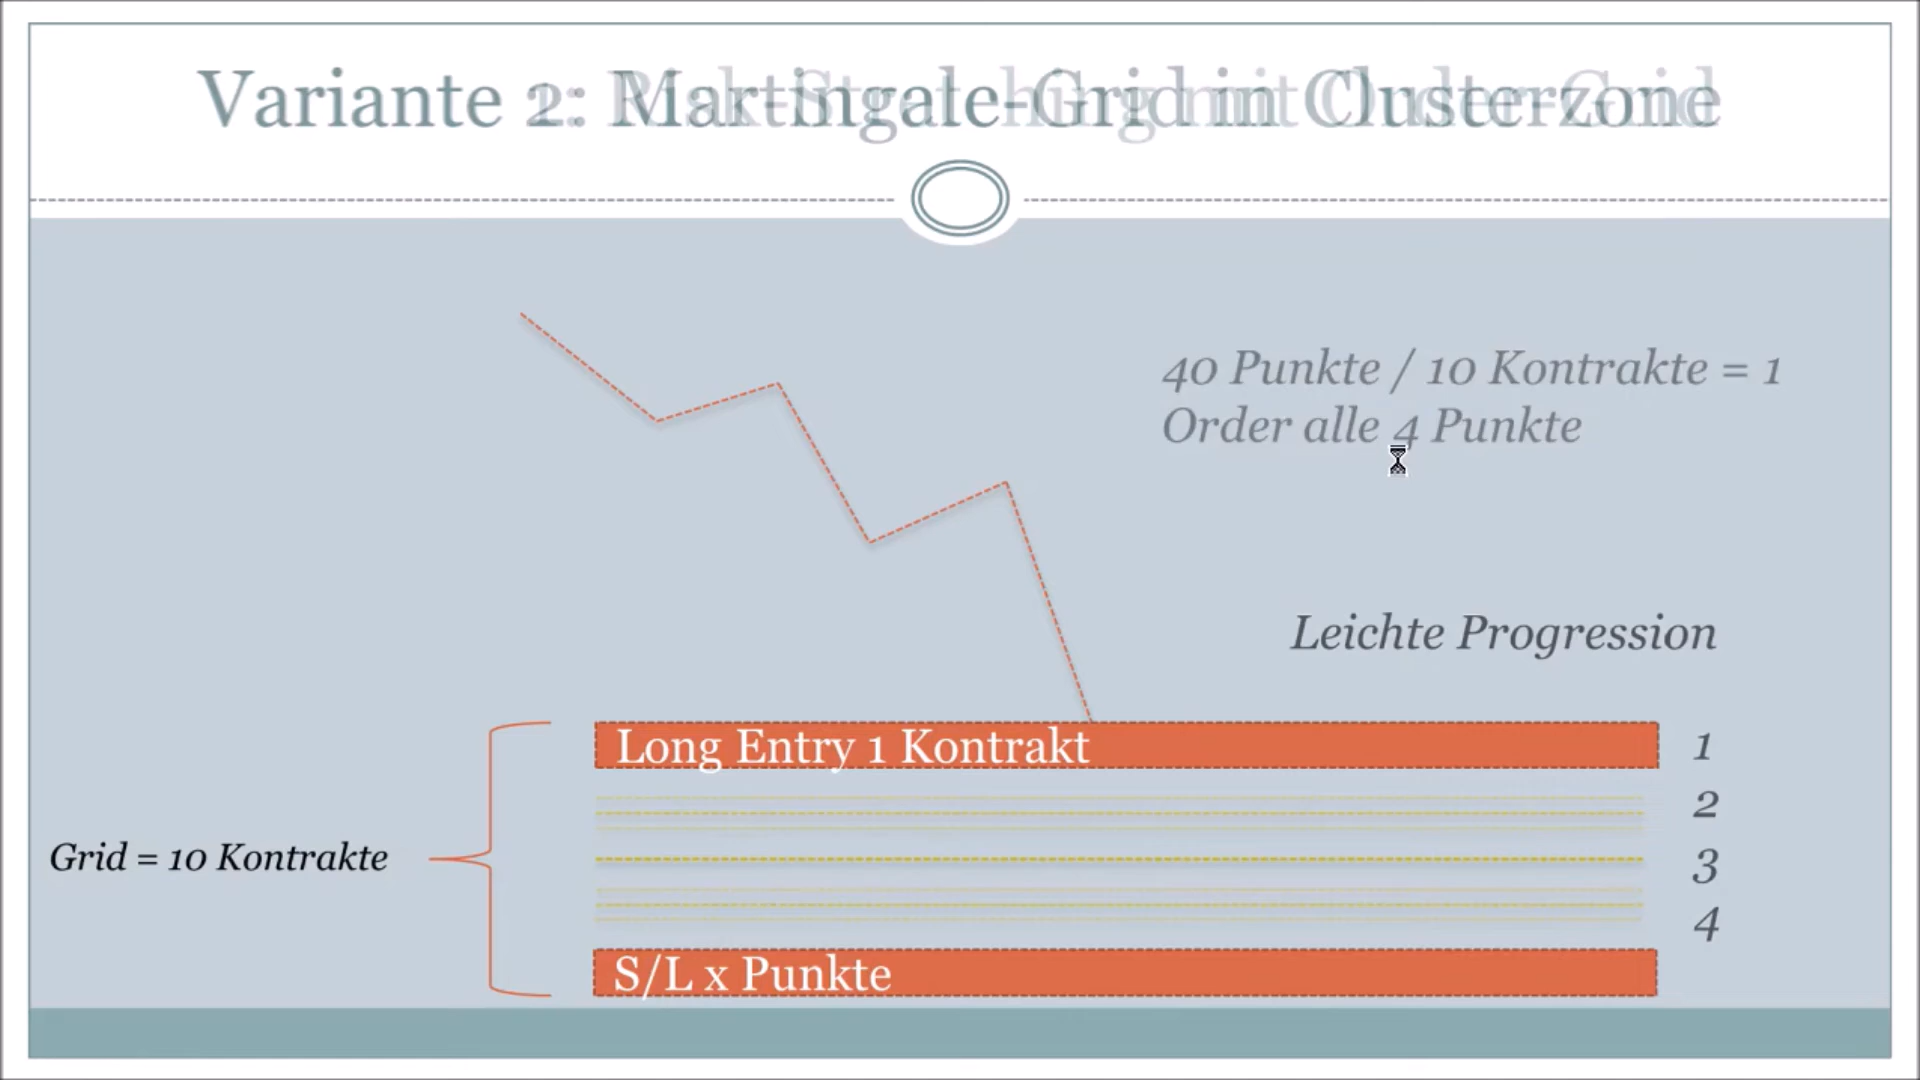 Variante 2: Martingale-Grid in Clusterzone
40 Punkte / 10 Kontrakte = 1
Order alle 4 Punkte
Leichte Progression
Long Entry 1 Kontrakt
1
2
3
4
Grid = 10 Kontrakte
S/L x Punkte